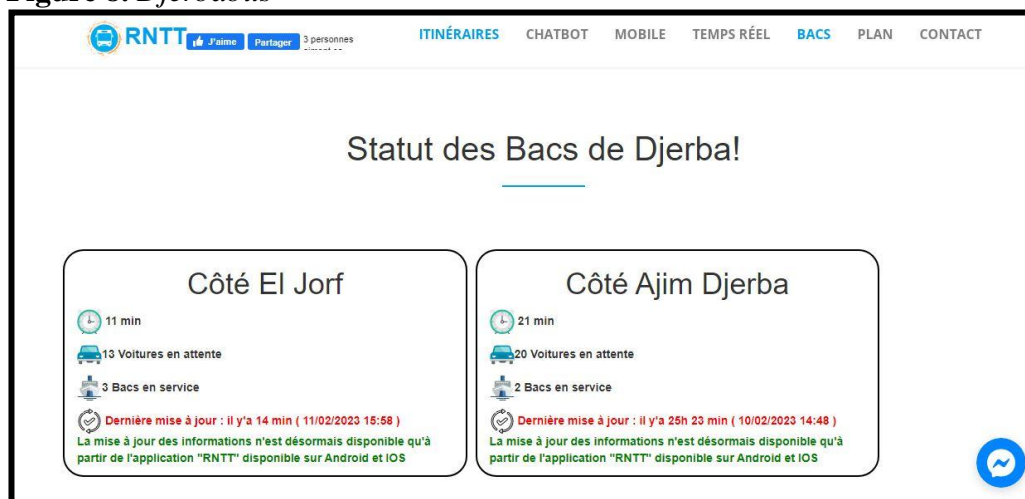 RNTT J'aime Partager 3 personnes
ITINÉRAIRES CHATBOT MOBILE TEMPS RÉEL BACS PLAN CONTACT
Statut des Bacs de Djerba!
Côté El Jorf
11 min
13 Voitures en attente
3 Bacs en service
Dernière mise à jour : il y'a 14 min ( 11/02/2023 15:58 )
La mise à jour des informations n'est désormais disponible qu'à
partir de l'application "RNTT" disponible sur Android et IOS
Côté Ajim Djerba
21 min
20 Voitures en attente
2 Bacs en service
Dernière mise à jour : il y'a 25h 23 min ( 10/02/2023 14:48 )
La mise à jour des informations n'est désormais disponible qu'à
partir de l'application "RNTT" disponible sur Android et IOS